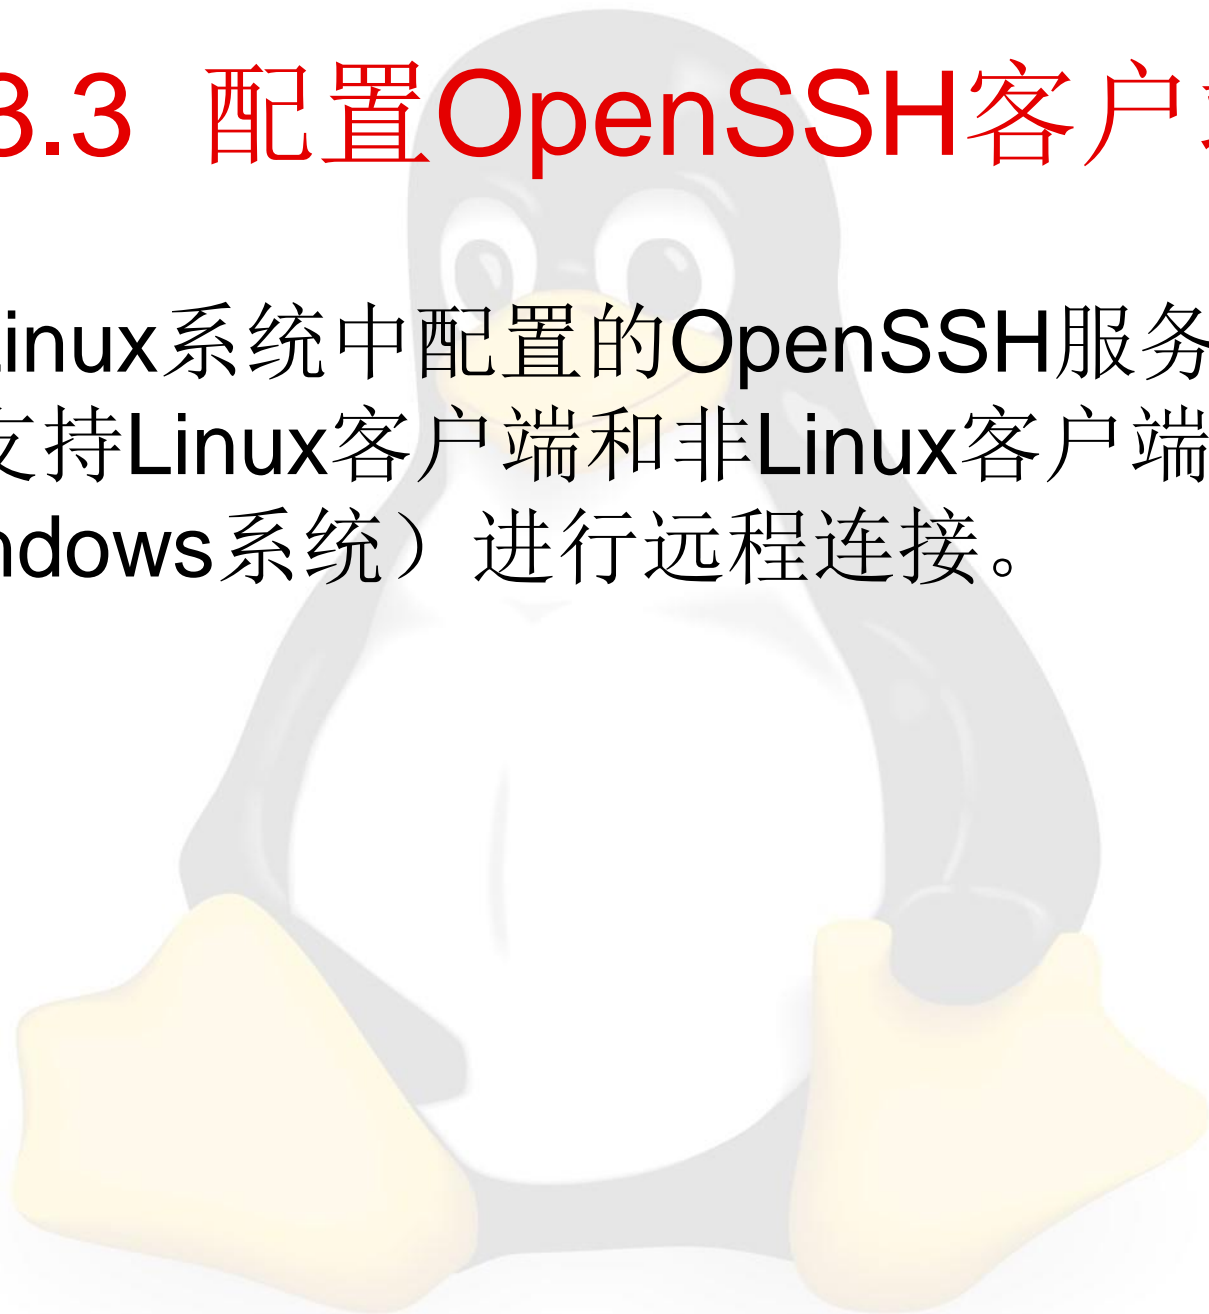 3.3 配置OpenSSH客户
inux系统中配置的OpenSSH服务
支持Linux客户端和非Linux客户端
ndows系统）进行远程连接。